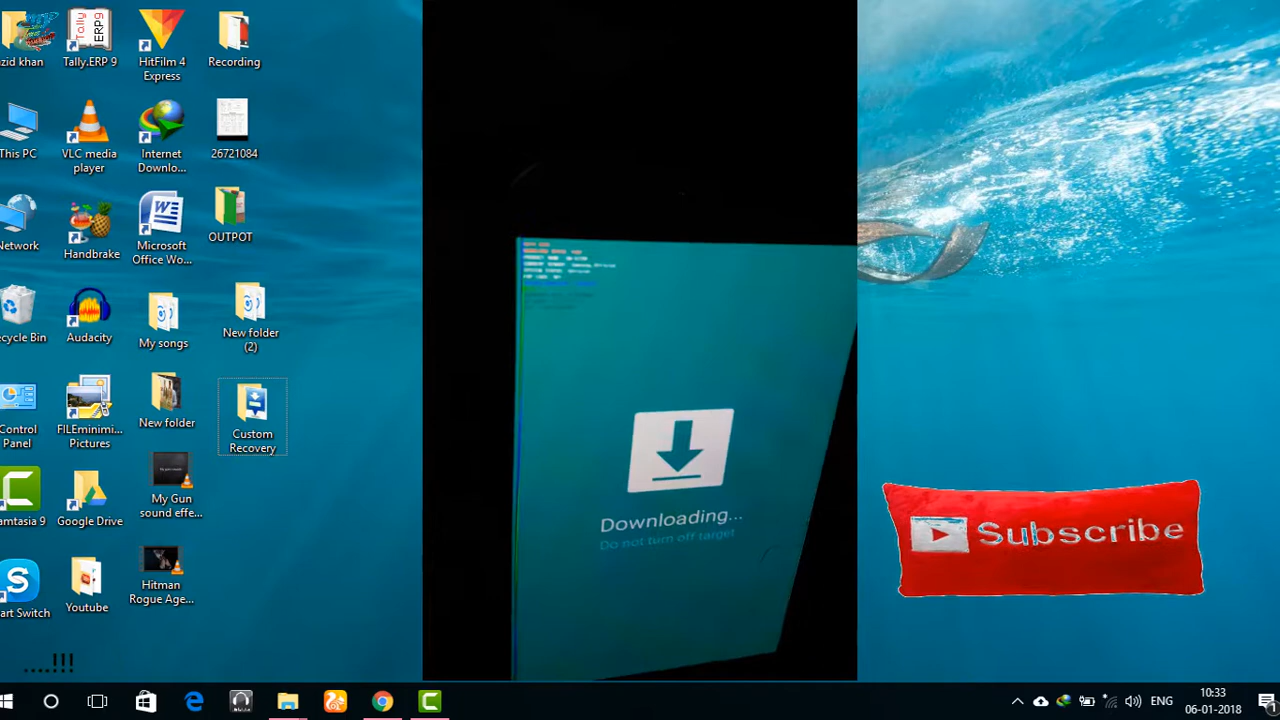 zid khan
Tally.ERP 9
HitFilm 4
Express
Recording
This PC
VLC media
player
Internet
Downlo...
26721084
Network
Handbrake
Microsoft
Office Wo...
OUTPOT
ecycle Bin
Audacity
My songs
New folder
(2)
Control
Panel
FILEminimi...
Pictures
New folder
Custom
Recovery
amtasia 9
Google Drive
My Gun
sound effe...
art Switch
Youtube
Hitman
Rogue Age...
....!!!
Downloading...
Do not turn off target
Subscribe
ENG
10:33
06-01-2018